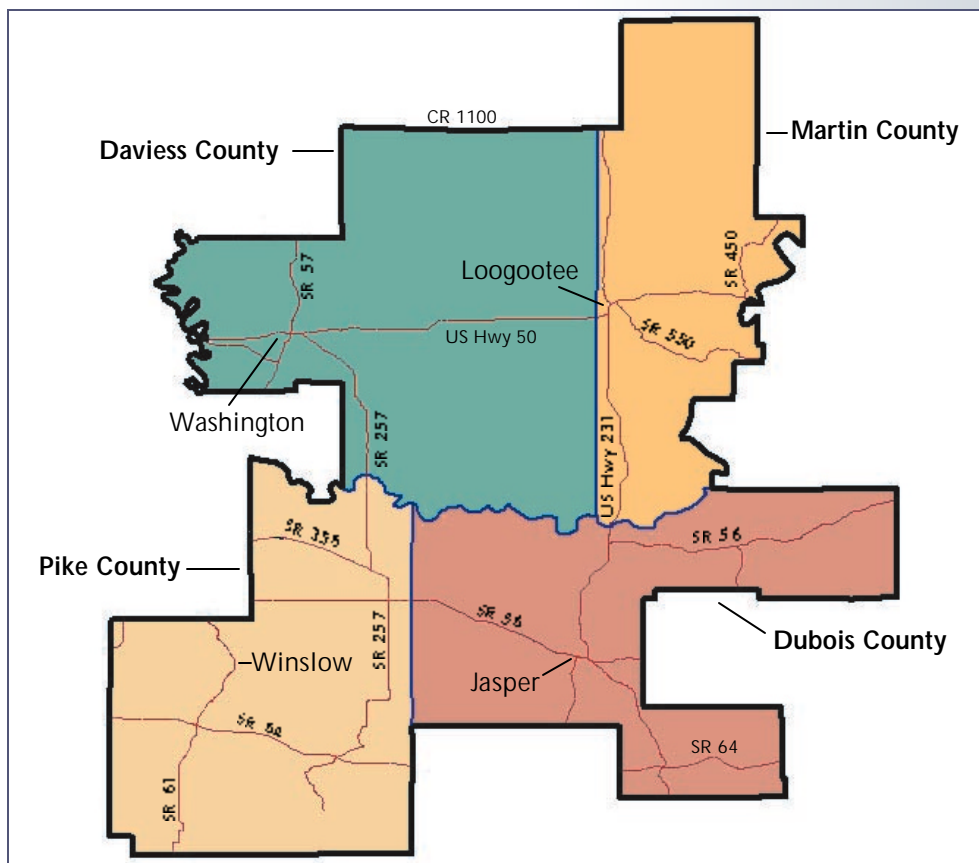 CR 1100
Martin County
Daviess County
SR 57
SR 450
Loogootee
US Hwy 50
SR 550
Washington
SR 257
US Hwy 231
SR 356
SR 56
Pike County
SR 56
SR 257
Dubois County
Winslow
Jasper
SR 64
SR 64
SR 61